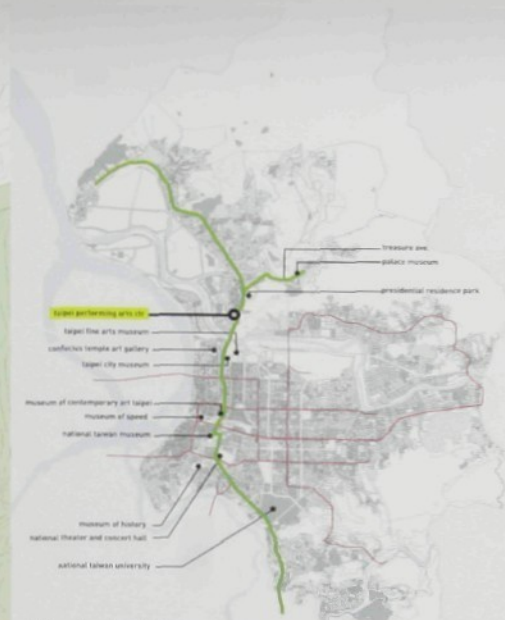 treasure ave.
palace museum
presidential residence park
taipei performing arts ctr
taipei fine arts museum
confucius temple art gallery
taipei city museum
museum of contemporary art taipei
museum of speed
national taiwan museum
museum of history
national theater and concert hall
national taiwan university